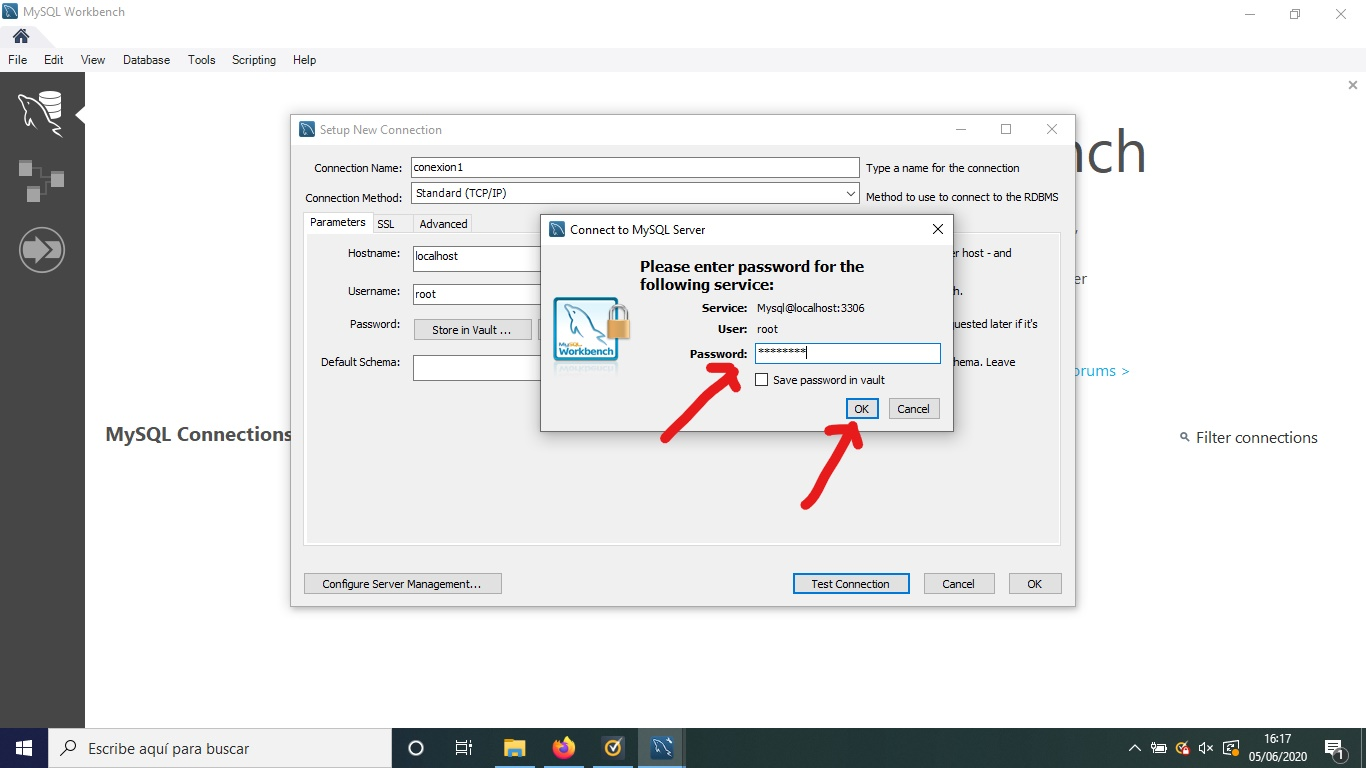 MySQL Workbench
File Edit View Database Tools Scripting Help
nch
Setup New Connection
Connection Name: conexion1 Type a name for the connection
Connection Method: Standard (TCP/IP) Method to use to connect to the RDBMS
Parameters SSL Advanced
Hostname: localhost
er host - and
Username: root
h.
Password: Store in Vault ...
quested later if it's
Default Schema:
hema. Leave
er
orums >
Connect to MySQL Server
Please enter password for the
following service:
Service: Mysql@localhost:3306
User: root
Password: ********
Save password in vault
OK Cancel
MySQL
Workbench
MySQL Connections
Filter connections
Configure Server Management... Test Connection Cancel OK
Escribe aquí para buscar
16:17
05/06/2020
1